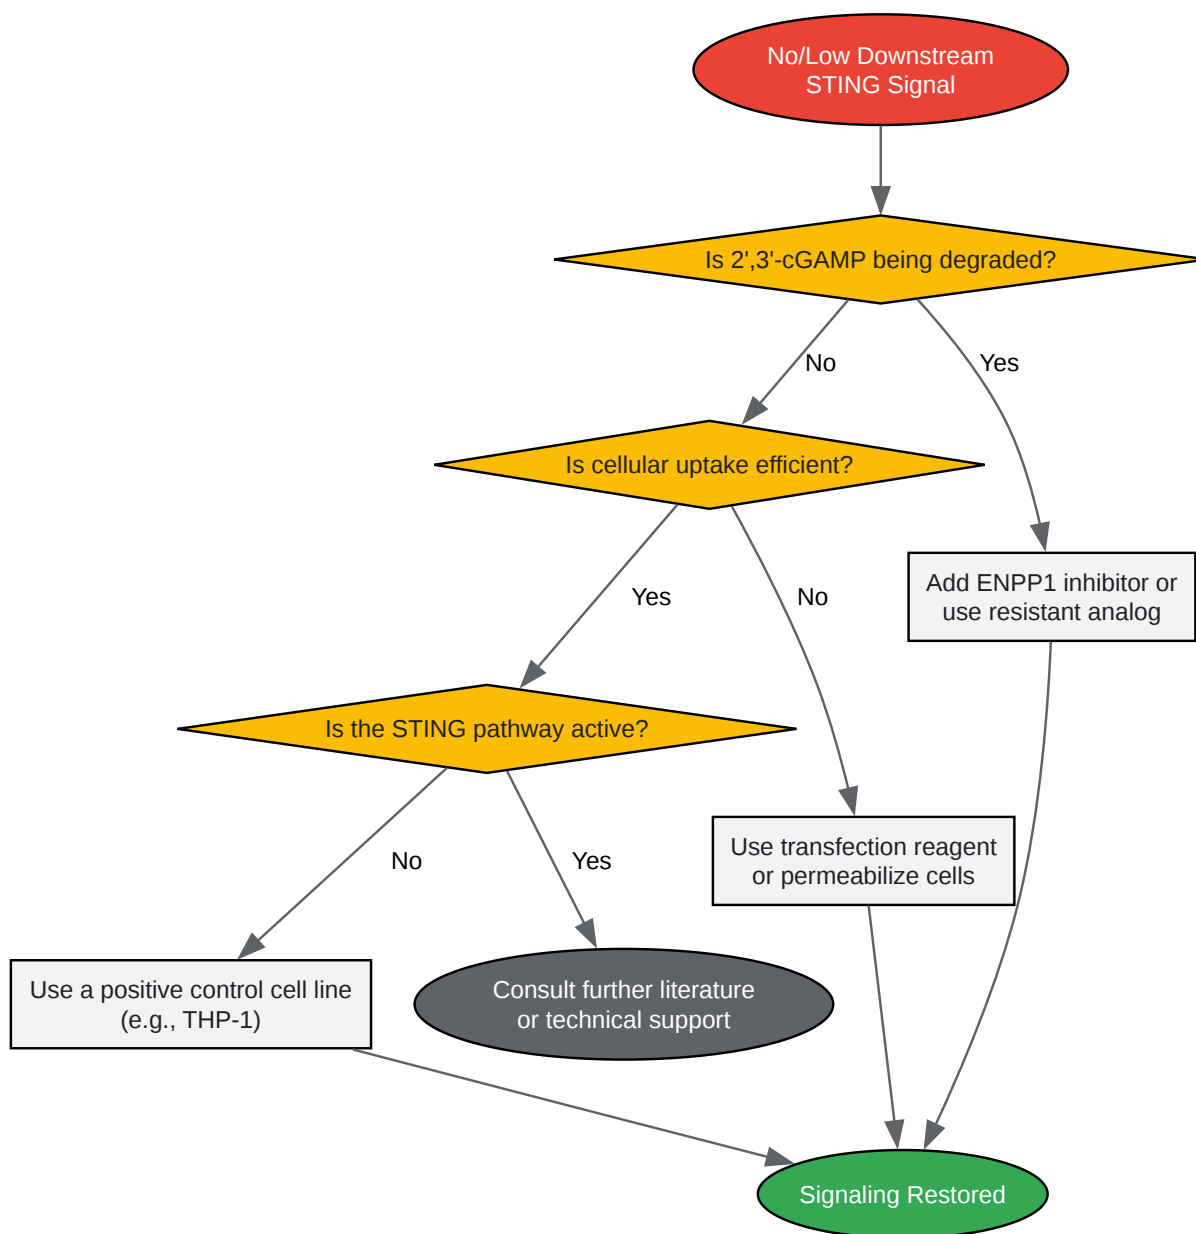 No/Low Downstream
STING Signal
Is 2',3'-cGAMP being degraded?
No
Yes
Is cellular uptake efficient?
Add ENPP1 inhibitor or
use resistant analog
Yes
No
Is the STING pathway active?
Use transfection reagent
or permeabilize cells
No
Yes
Use a positive control cell line
(e.g., THP-1)
Consult further literature
or technical support
Signaling Restored